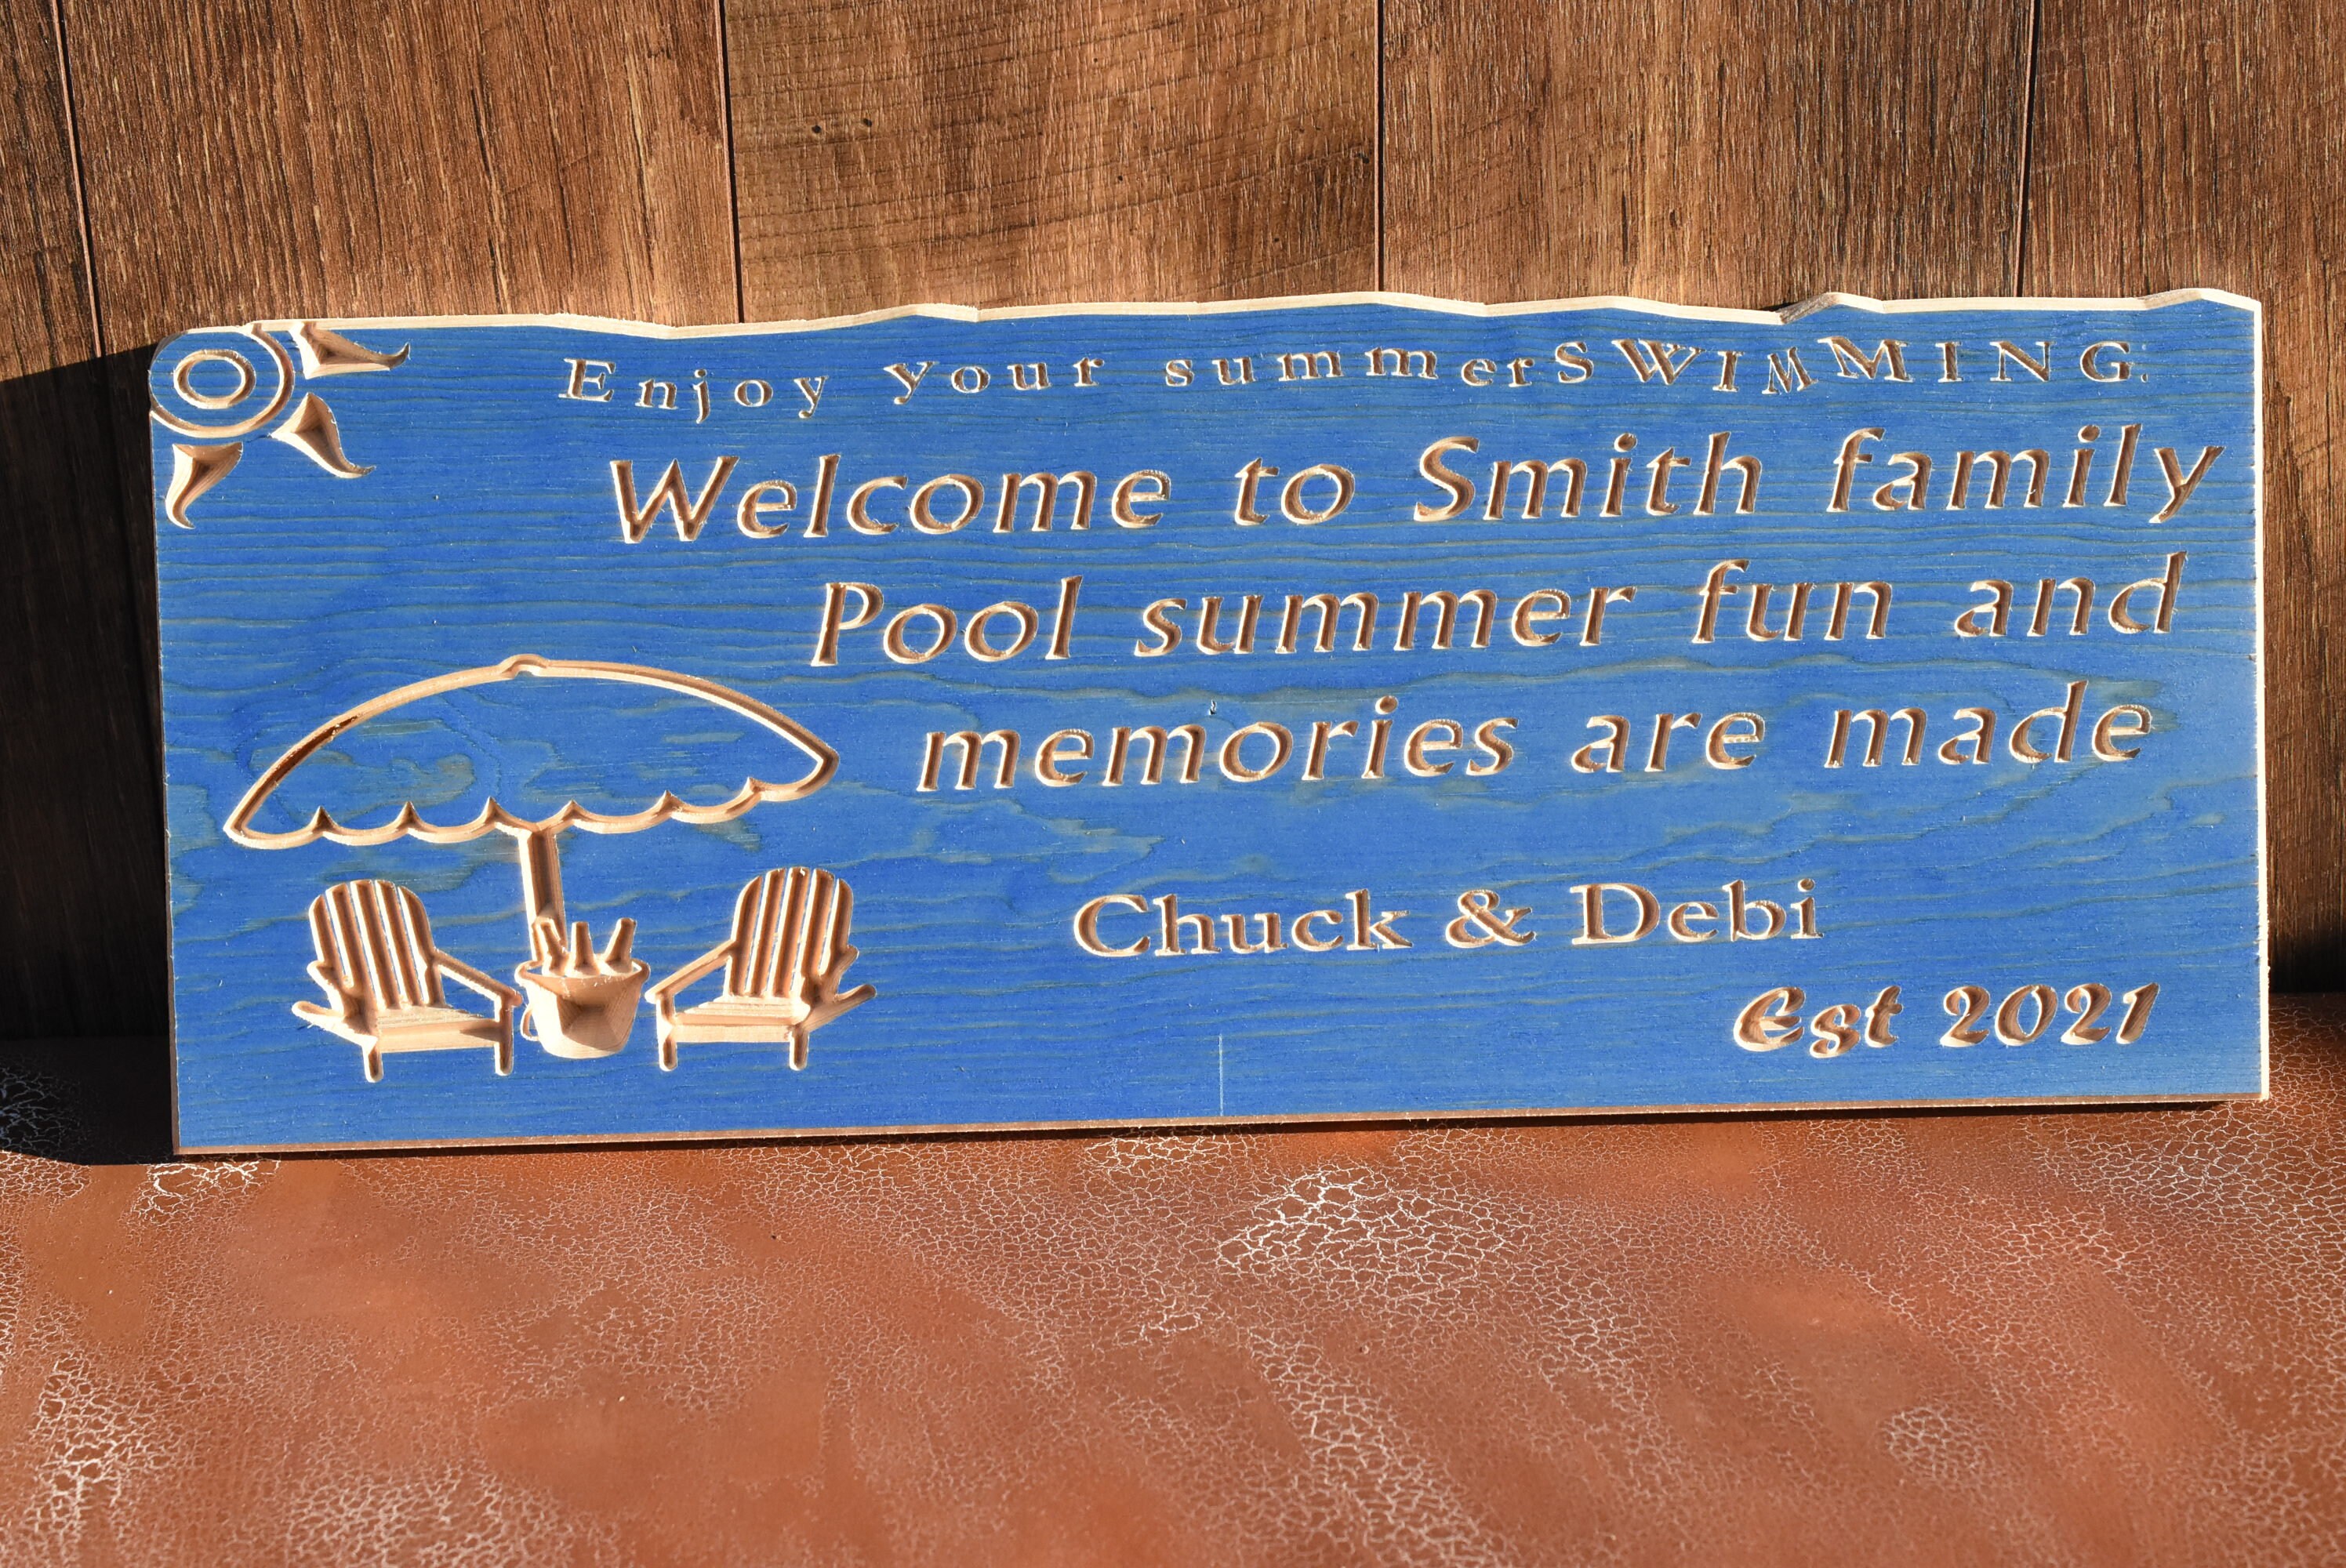 Enjoy your summerSWIMMING.
Welcome to Smith family
Pool summer fun and
memories are made
Chuck & Debi
Est 2021